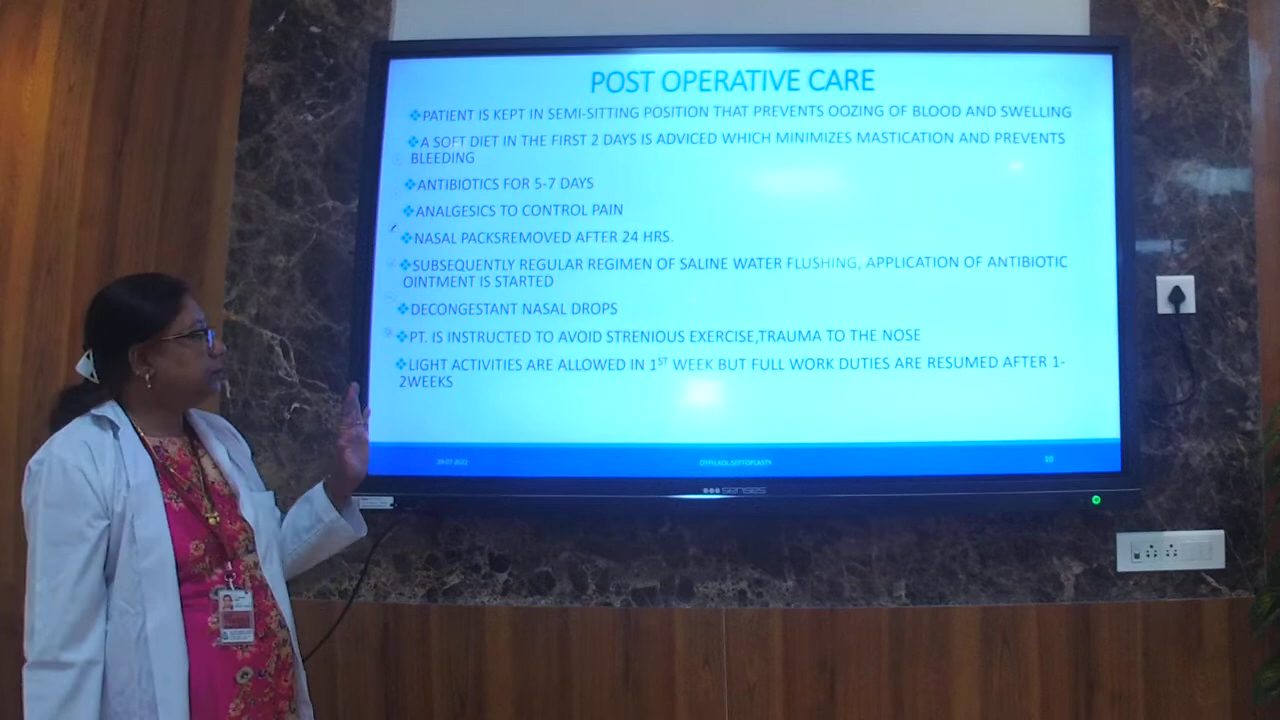 POST OPERATIVE CARE
❖PATIENT IS KEPT IN SEMI-SITTING POSITION THAT PREVENTS OOZING OF BLOOD AND SWELLING
❖A SOFT DIET IN THE FIRST 2 DAYS IS ADVICED WHICH MINIMIZES MASTICATION AND PREVENTS
BLEEDING
❖ANTIBIOTICS FOR 5-7 DAYS
❖ANALGESICS TO CONTROL PAIN
❖NASAL PACKSREMOVED AFTER 24 HRS.
❖SUBSEQUENTLY REGULAR REGIMEN OF SALINE WATER FLUSHING, APPLICATION OF ANTIBIOTIC
OINTMENT IS STARTED
❖DECONGESTANT NASAL DROPS
❖PT. IS INSTRUCTED TO AVOID STRENIOUS EXERCISE,TRAUMA TO THE NOSE
❖LIGHT ACTIVITIES ARE ALLOWED IN 1ST WEEK BUT FULL WORK DUTIES ARE RESUMED AFTER 1-
2WEEKS
SEPTOPLASTY
senses